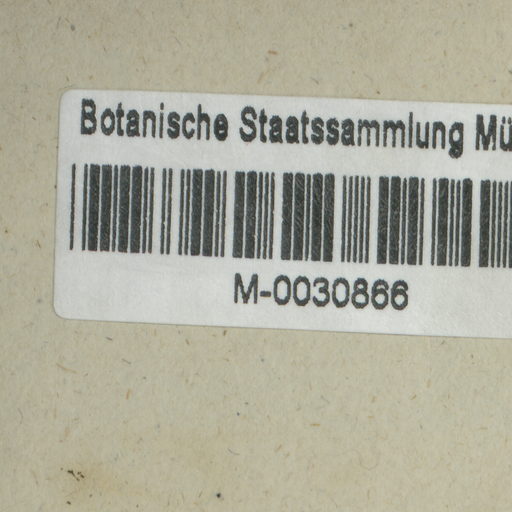 Botanische Staatssammlung Mü
M-0030866